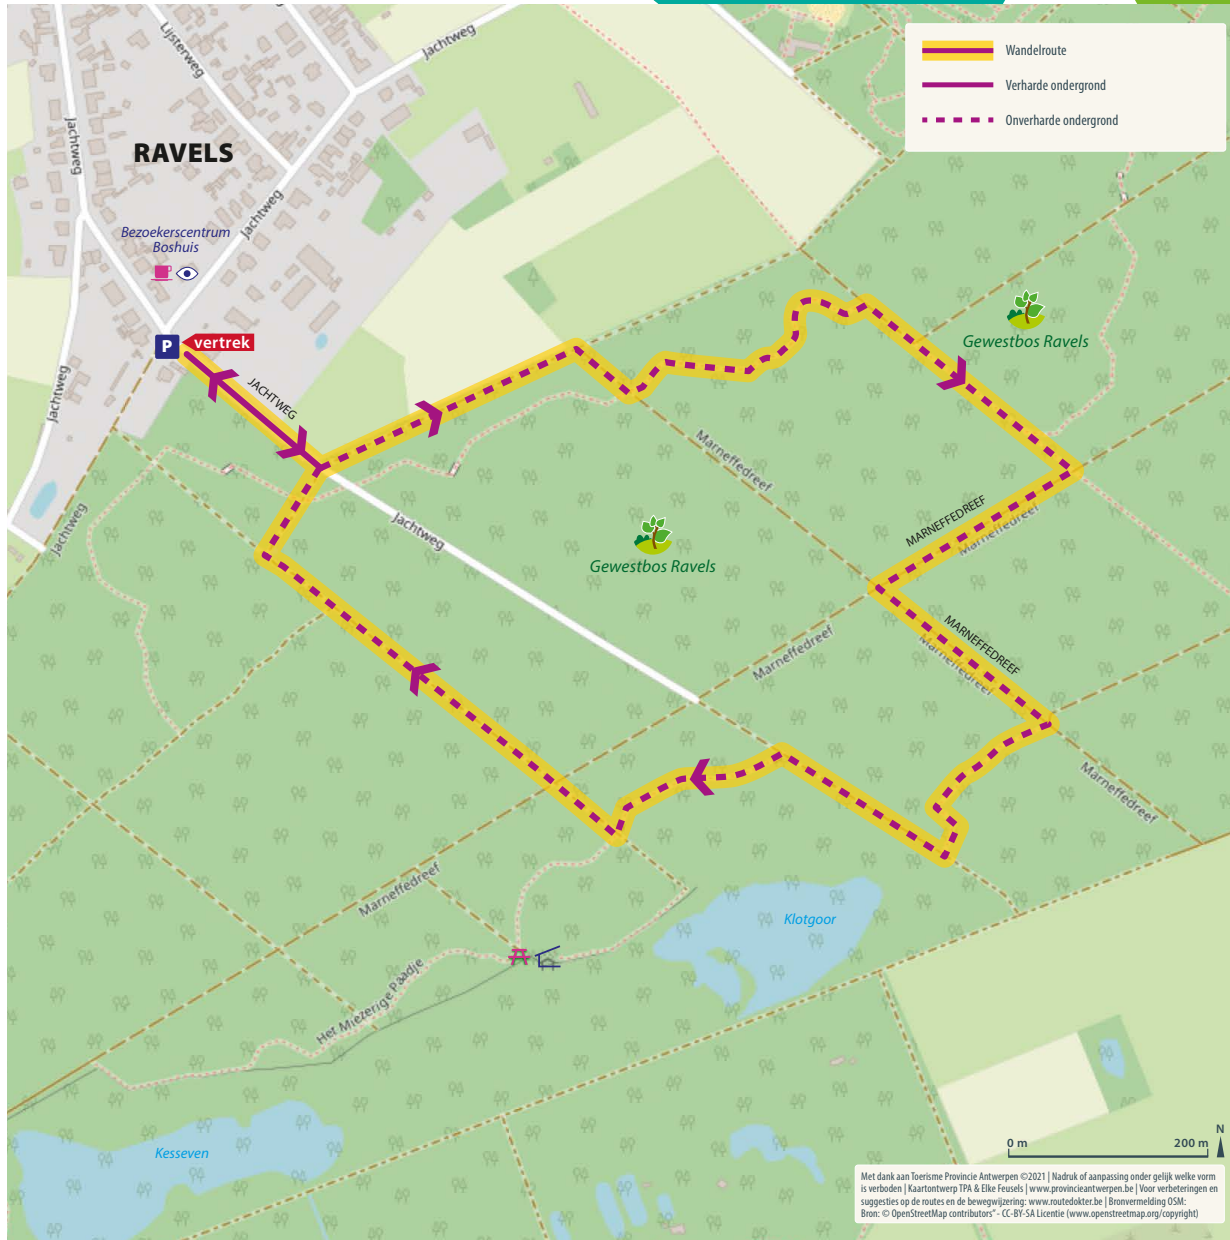 Wandelroute
Verharde ondergrond
Onverharde ondergrond
Jachtweg
Lijsterweg
Jachtweg
RAVELS
Jachtweg
Bezoekerscentrum
Boshuis
P
vertrek
Gewestbos Ravels
JACHTWEG
Jachtweg
Marneffedreef
Jachtweg
Jachtweg
MARNEFFEDREEF
Marneffedreef
Gewestbos Ravels
MARNEFFEDREEF
Marneffedreef
Marneffedreef
Marneffedreef
Marneffedreef
Klotgoor
Het Miezerige Paadje
Kesseven
N
0 m 200 m
Met dank aan Toerisme Provincie Antwerpen ©2021 | Nadruk of aanpassing onder gelijk welke vorm
is verboden | Kaartontwerp TPA & Elke Feusels | www.provincieantwerpen.be | Voor verbeteringen en
suggesties op de routes en de bewegwijzering: www.routedokter.be | Bronvermelding OSM:
Bron: © OpenStreetMap contributors" - CC-BY-SA Licentie (www.openstreetmap.org/copyright)